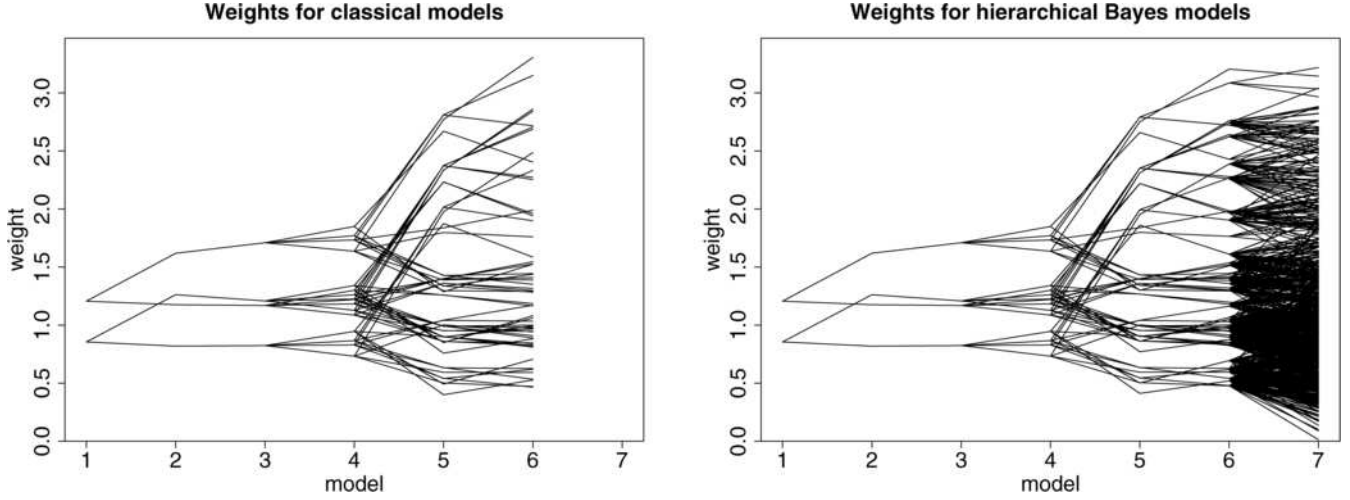 Weights for classical models
weight
0.0 0.5 1.0 1.5 2.0 2.5 3.0
1 2 3 4 5 6 7
model
Weights for hierarchical Bayes models
weight
0.0 0.5 1.0 1.5 2.0 2.5 3.0
1 2 3 4 5 6 7
model